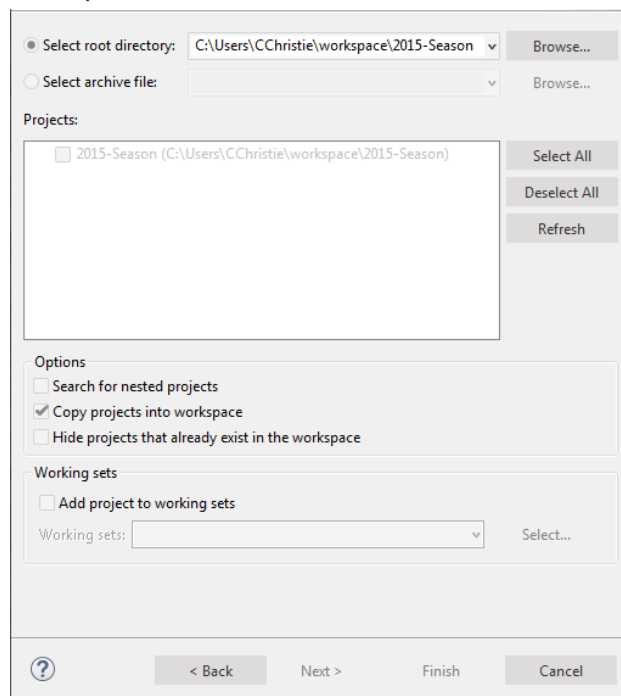 Select root directory: C:\Users\CChristie\workspace\2015-Season Browse...
Select archive file: Browse...
Projects:
2015-Season (C:\Users\CChristie\workspace\2015-Season) Select All
Deselect All
Refresh
Options
Search for nested projects
Copy projects into workspace
Hide projects that already exist in the workspace
Working sets
Add project to working sets
Working sets: Select...
? < Back Next > Finish Cancel